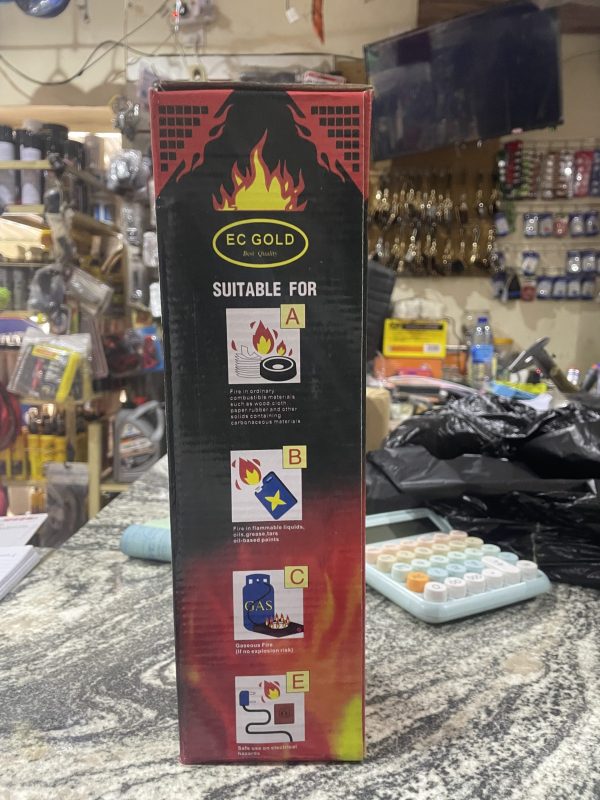 EC GOLD
Best Quality
SUITABLE FOR
A
Fire in ordinary
combustible materials
such as wood,cloth
paper rubber and other
solids containing
carbonaceous materials
B
Fire in flammable liquids,
oils,grease,tars
oil-based paints
C
GAS
Gaseous Fire
(If no explosion risk)
E
Safe use on electrical
hazards